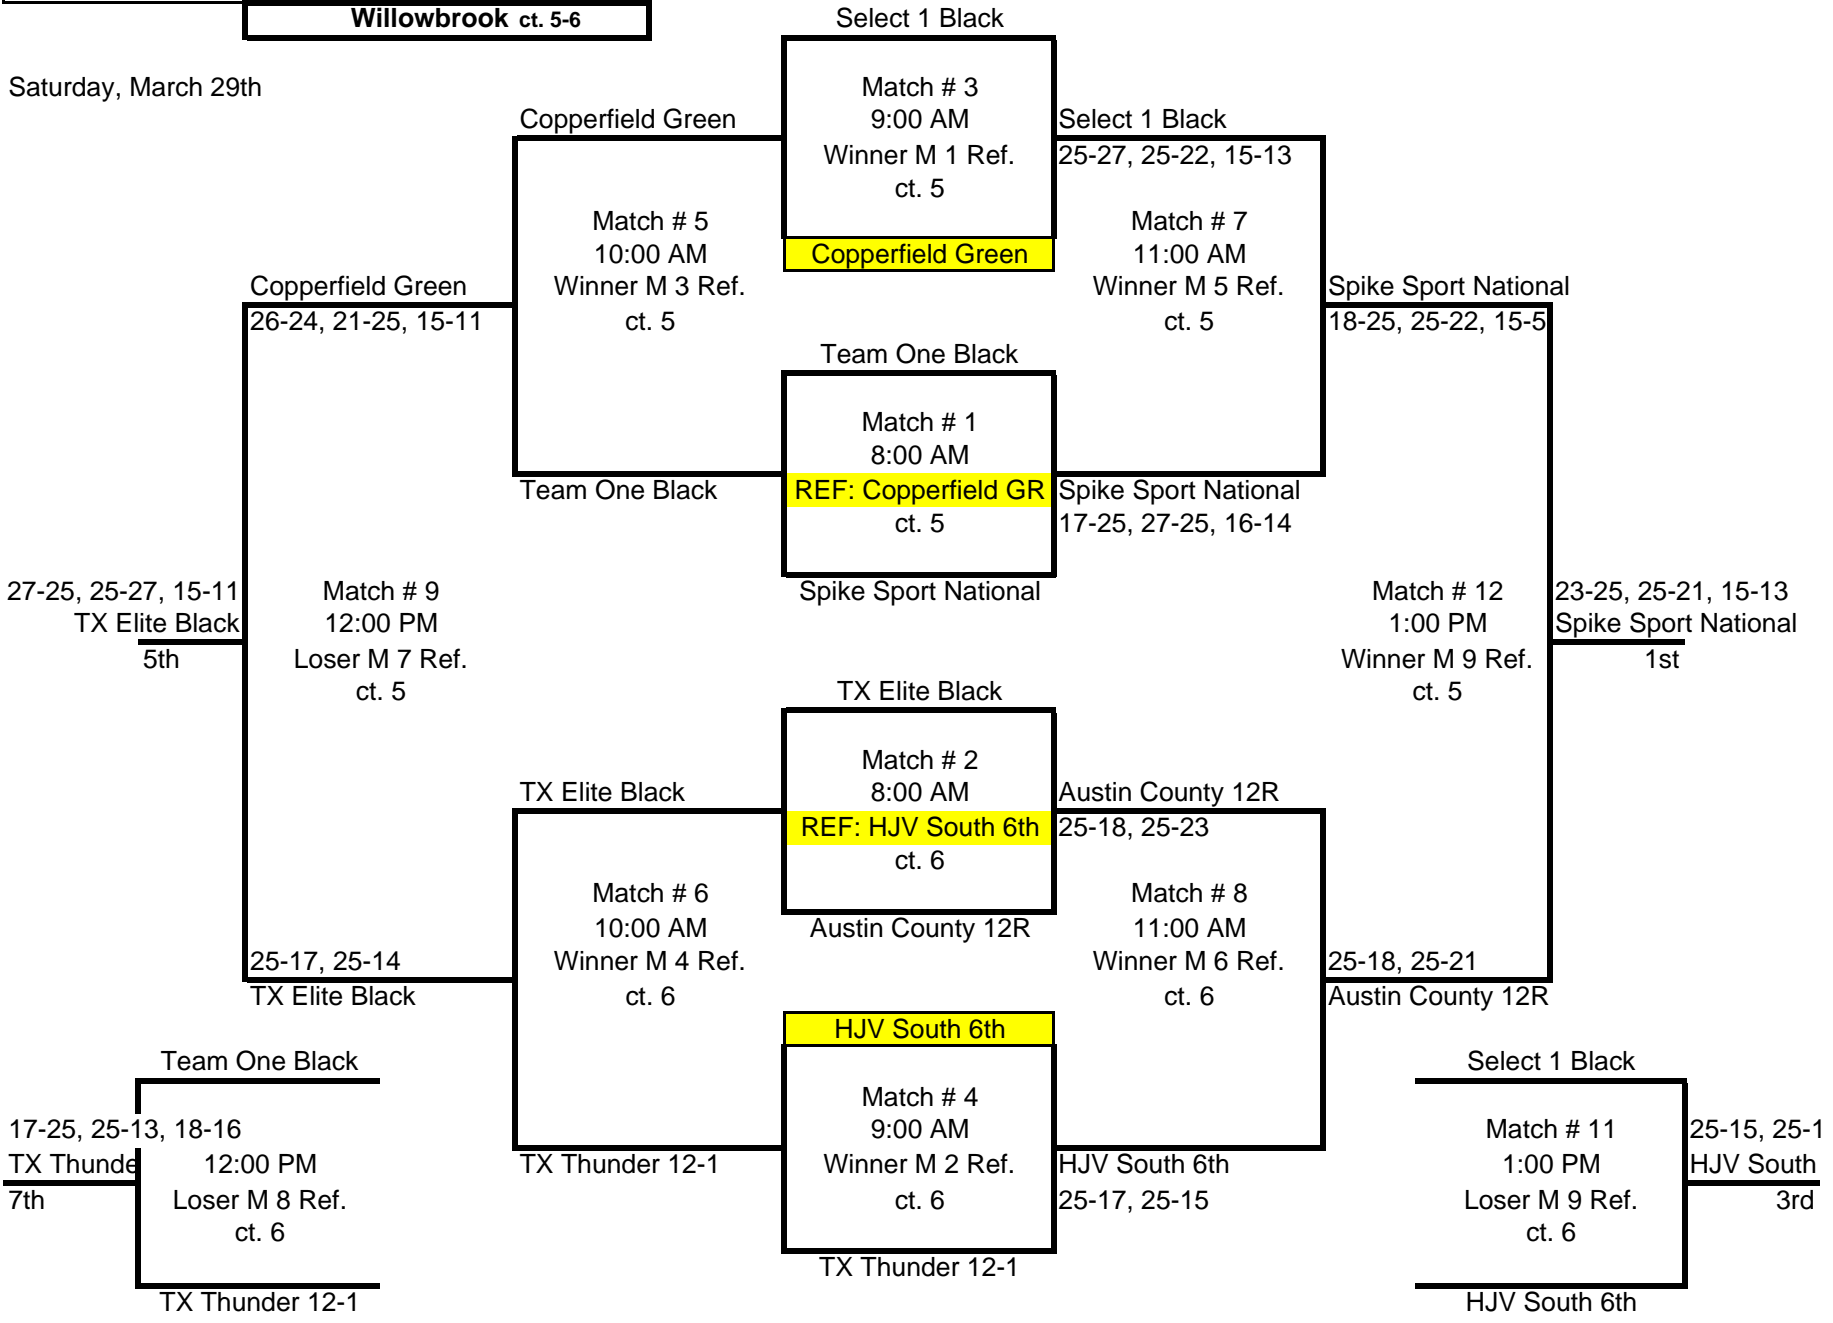 Willowbrook ct. 5-6
Saturday, March 29th
Select 1 Black
Match # 3
9:00 AM
Winner M 1 Ref.
ct. 5
Copperfield Green
Copperfield Green
Select 1 Black
25-27, 25-22, 15-13
Match # 5
10:00 AM
Winner M 3 Ref.
ct. 5
Match # 7
11:00 AM
Winner M 5 Ref.
ct. 5
Copperfield Green
26-24, 21-25, 15-11
Spike Sport National
18-25, 25-22, 15-5
Team One Black
Match # 1
8:00 AM
REF: Copperfield GR
ct. 5
Spike Sport National
Team One Black
Spike Sport National
17-25, 27-25, 16-14
27-25, 25-27, 15-11
TX Elite Black
5th
Match # 9
12:00 PM
Loser M 7 Ref.
ct. 5
Match # 12
1:00 PM
Winner M 9 Ref.
ct. 5
23-25, 25-21, 15-13
Spike Sport National
1st
TX Elite Black
Match # 2
8:00 AM
REF: HJV South 6th
ct. 6
Austin County 12R
TX Elite Black
Austin County 12R
25-18, 25-23
Match # 6
10:00 AM
Winner M 4 Ref.
ct. 6
Match # 8
11:00 AM
Winner M 6 Ref.
ct. 6
25-17, 25-14
TX Elite Black
25-18, 25-21
Austin County 12R
HJV South 6th
Match # 4
9:00 AM
Winner M 2 Ref.
ct. 6
TX Thunder 12-1
TX Thunder 12-1
HJV South 6th
25-17, 25-15
Team One Black
17-25, 25-13, 18-16
TX Thunde
7th
12:00 PM
Loser M 8 Ref.
ct. 6
TX Thunder 12-1
Select 1 Black
Match # 11
1:00 PM
Loser M 9 Ref.
ct. 6
HJV South 6th
25-15, 25-1
HJV South
3rd